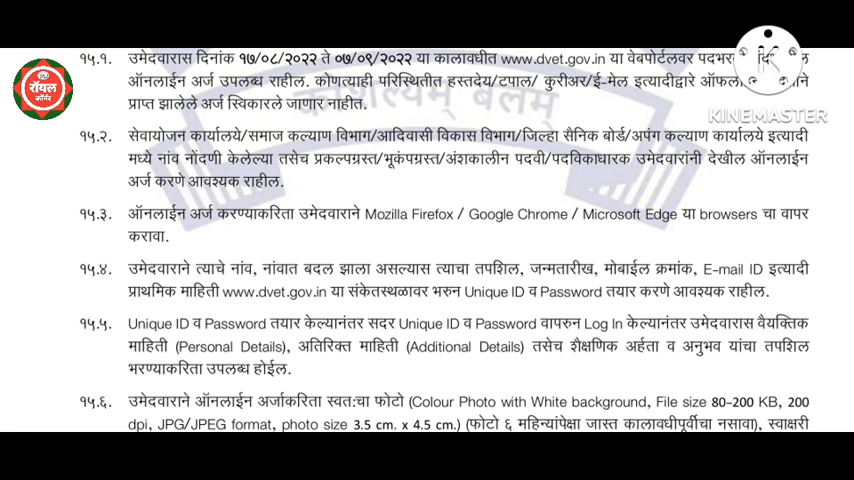 १५.१. उमेदवारास दिनांक १७/०८/२०२२ ते ०७/०९/२०२२ या कालावधीत www.dvet.gov.in या वेबपोर्टलवर
ऑनलाईन अर्ज उपलब्ध राहील. कोणत्याही परिस्थितीत हस्तदेय/टपाल/ कुरीअर/ई-मेल इत्यादीद्वारे
प्राप्त झालेले अर्ज स्विकारले जाणार नाहीत.
कौशल्यम् बलम्
रॉयल
कॉर्नर
KINEMASTER
१५.२. सेवायोजन कार्यालये/समाज कल्याण विभाग/आदिवासी विकास विभाग/जिल्हा सैनिक बोर्ड/अपंग कल्याण कार्यालये इत्यादी
मध्ये नांव नोंदणी केलेल्या तसेच प्रकल्पग्रस्त/भूकंपग्रस्त/अंशकालीन पदवी/पदविकाधारक उमेदवारांनी देखील ऑनलाईन
अर्ज करणे आवश्यक राहील.
१५.३. ऑनलाईन अर्ज करण्याकरिता उमेदवाराने Mozilla Firefox / Google Chrome / Microsoft Edge या browsers चा वापर
करावा.
१५.४. उमेदवाराने त्याचे नांव, नांवात बदल झाला असल्यास त्याचा तपशिल, जन्मतारीख, मोबाईल क्रमांक, E-mail ID इत्यादी
प्राथमिक माहिती www.dvet.gov.in या संकेतस्थळावर भरुन Unique ID व Password तयार करणे आवश्यक राहील.
१५.५. Unique ID व Password तयार केल्यानंतर सदर Unique ID व Password वापरुन Log In केल्यानंतर उमेदवारास वैयक्तिक
माहिती (Personal Details), अतिरिक्त माहिती (Additional Details) तसेच शैक्षणिक अर्हता व अनुभव यांचा तपशिल
भरण्याकरिता उपलब्ध होईल.
१५.६. उमेदवाराने ऑनलाईन अर्जाकरिता स्वत:चा फोटो (Colour Photo with White background, File size 80-200 KB, 200
dpi, JPG/JPEG format, photo size 3.5 cm. x 4.5 cm.) (फोटो ६ महिन्यांपेक्षा जास्त कालावधीपूर्वीचा नसावा), स्वाक्षरी